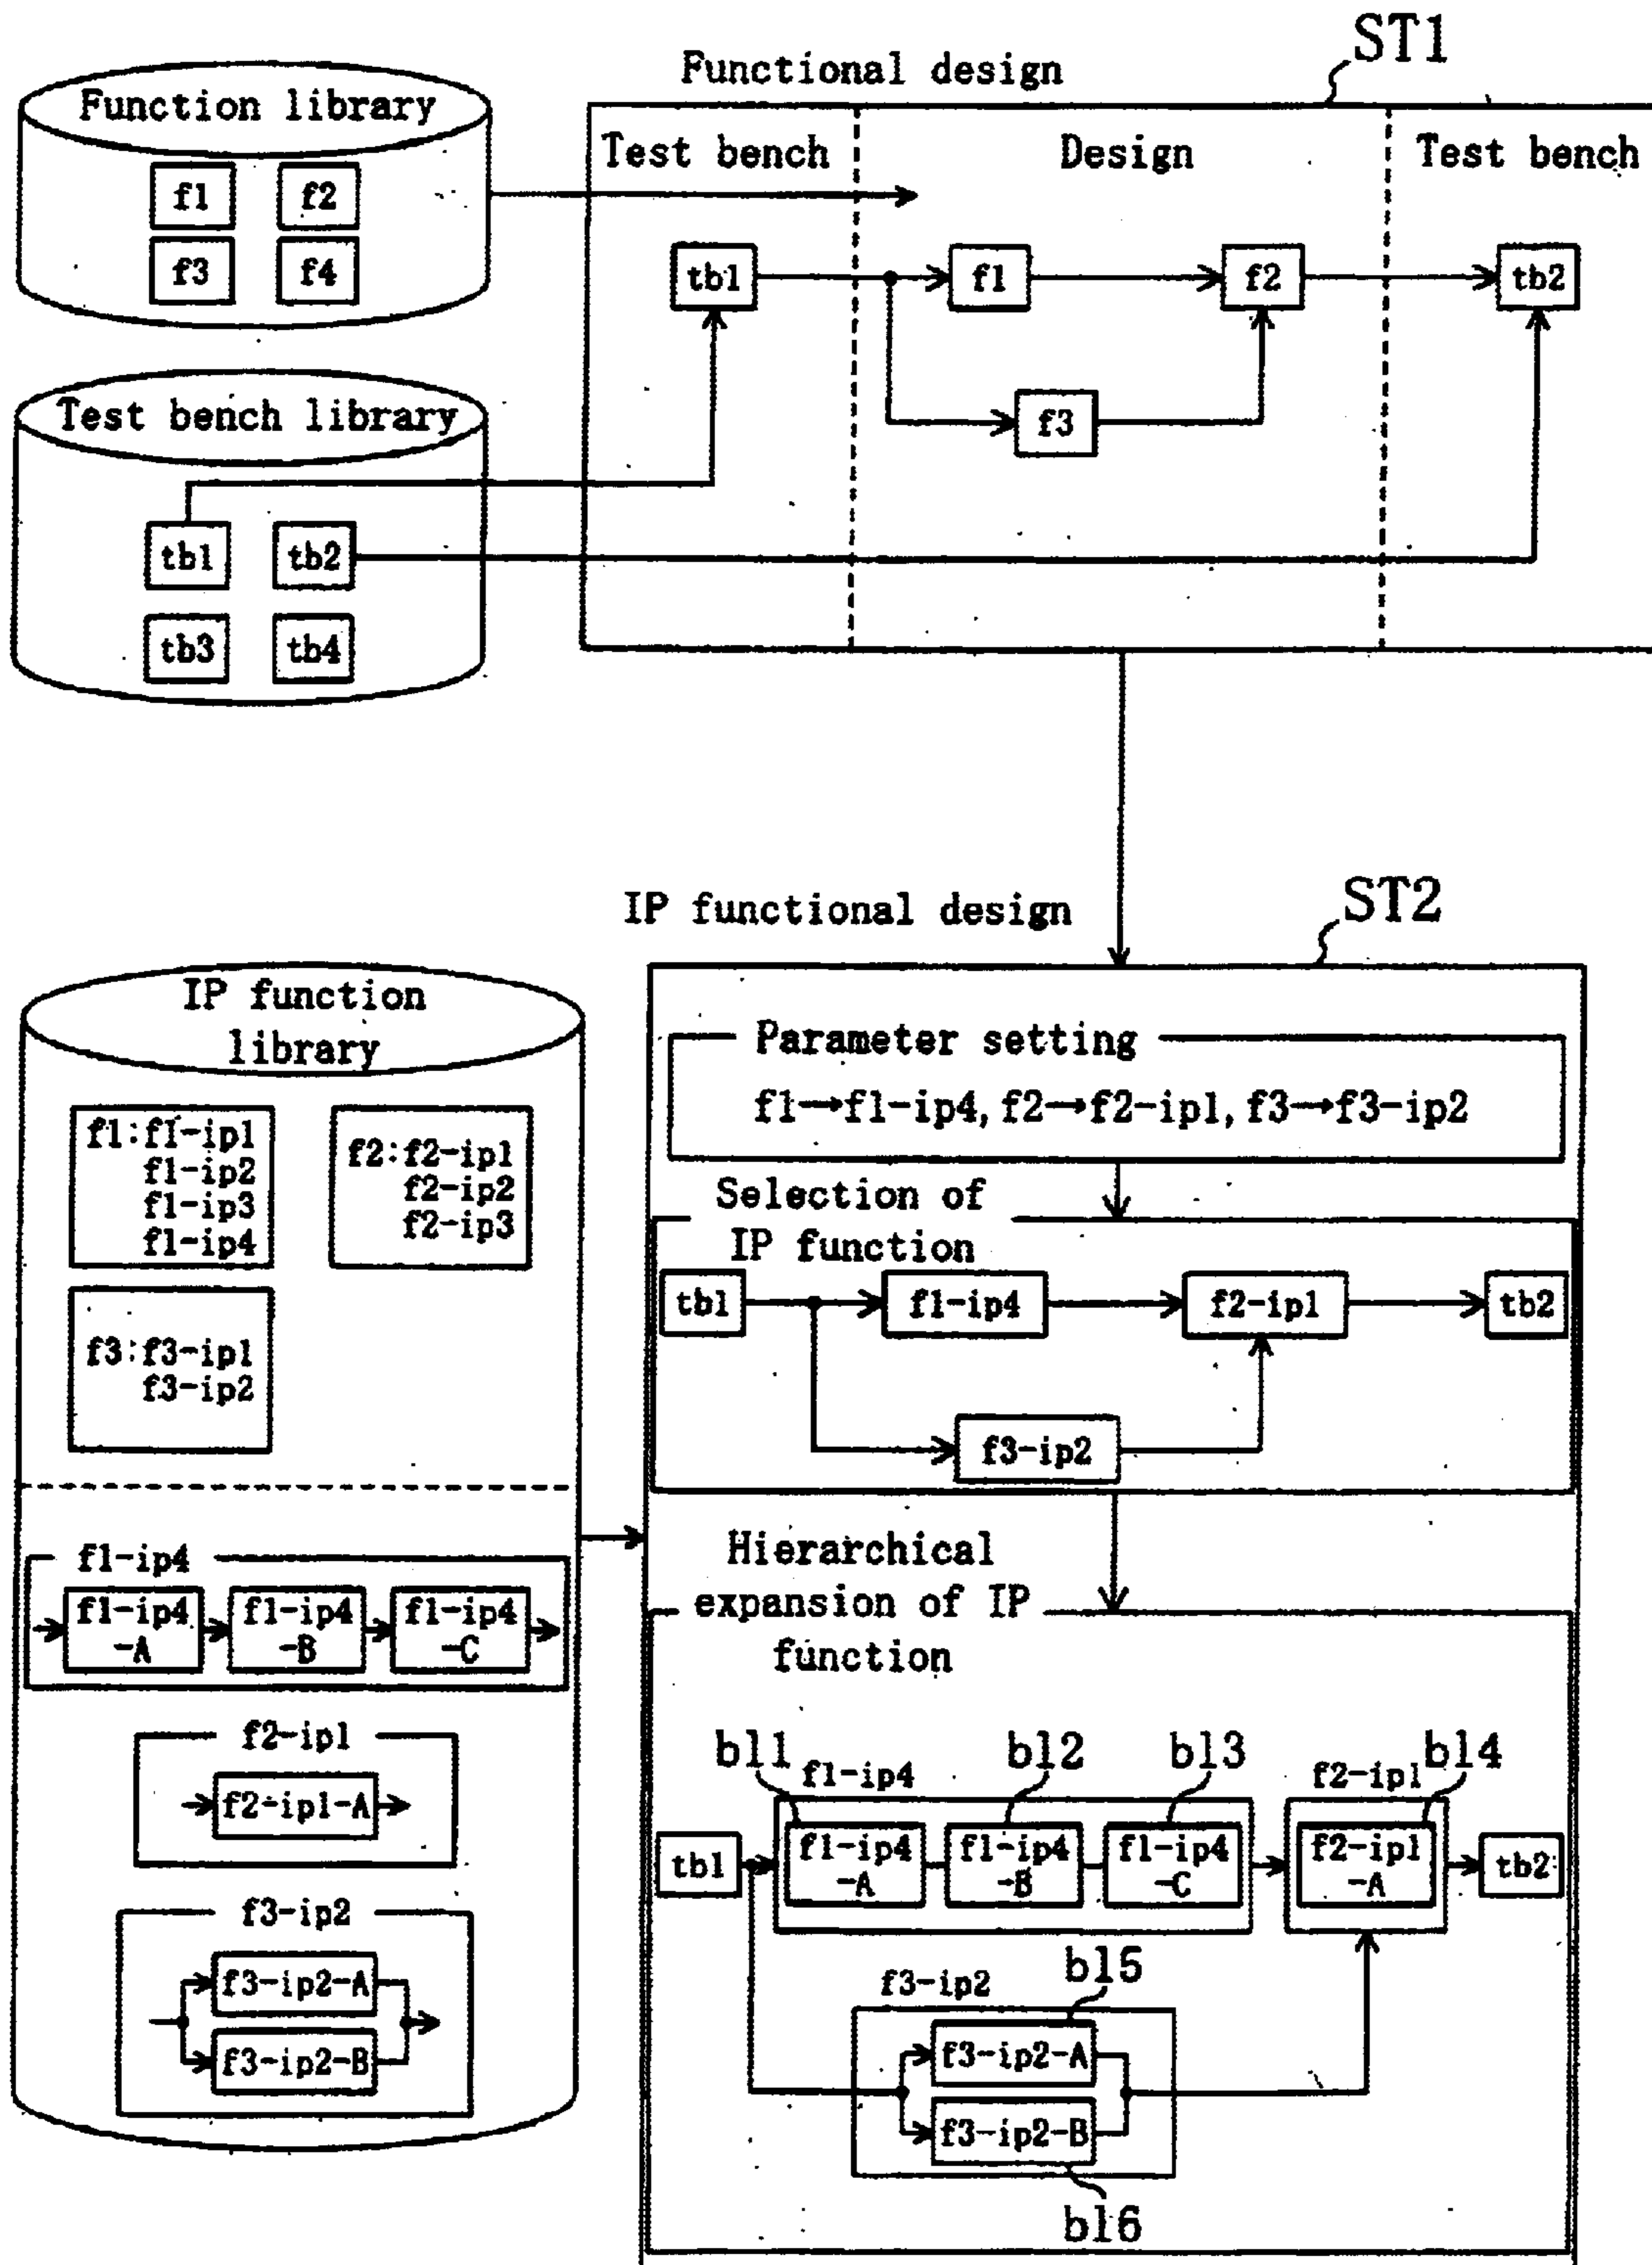 ST1
Functional design
Function library
f1 f2
f3 f4
Test bench Design Test bench
tb1 f1 f2 tb2
f3
Test bench library
tb1 tb2
tb3 tb4
IP functional design
ST2
IP function
library
f1:f1-ip1
f1-ip2
f1-ip3
f1-ip4
f2:f2-ip1
f2-ip2
f2-ip3
f3:f3-ip1
f3-ip2
f1-ip4
f1-ip4
-A
f1-ip4
-B
f1-ip4
-C
f2-ip1
f2-ip1-A
f3-ip2
f3-ip2-A
f3-ip2-B
Parameter setting
f1→f1-ip4, f2→f2-ip1, f3→f3-ip2
Selection of
IP function
tb1 f1-ip4 f2-ip1 tb2
f3-ip2
Hierarchical
expansion of IP
function
bl1 f1-ip4 bl2 bl3 f2-ip1 bl4
tb1
f1-ip4
-A
f1-ip4
-B
f1-ip4
-C
f2-ip1
-A
tb2
f3-ip2 bl5
f3-ip2-A
f3-ip2-B
bl6